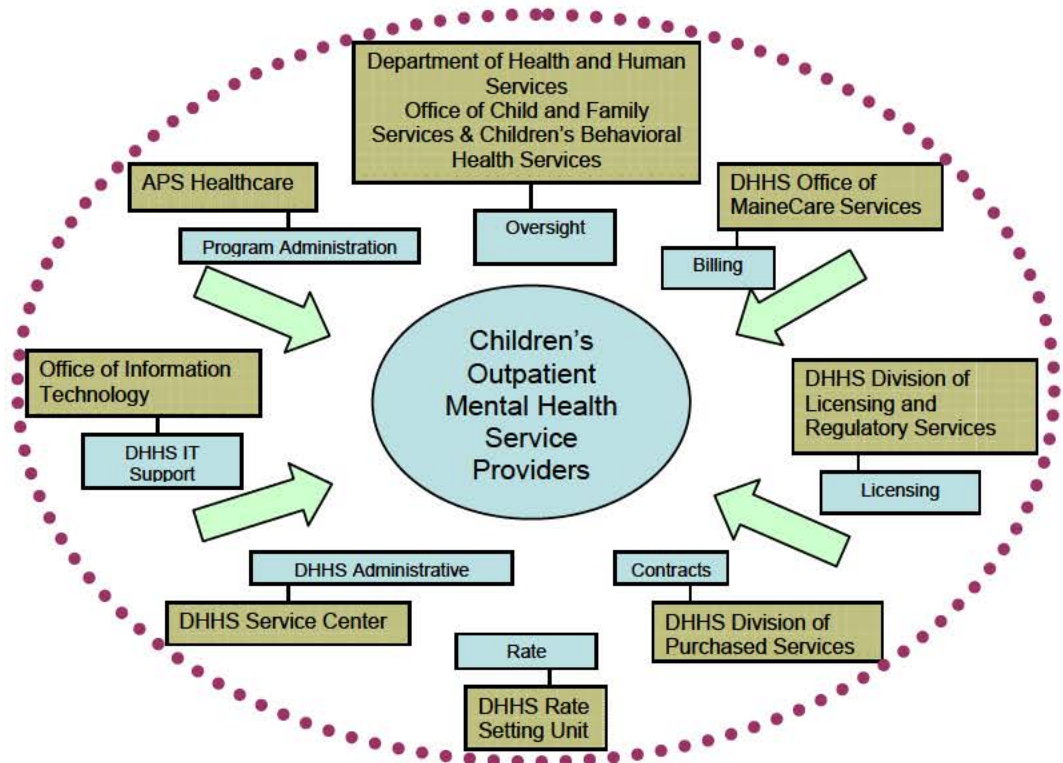 Department of Health and Human
Services
Office of Child and Family
Services & Children's Behavioral
Health Services
Oversight
APS Healthcare
Program Administration
DHHS Office of
MaineCare Services
Billing
Children's
Outpatient
Mental Health
Service
Providers
Office of Information
Technology
DHHS IT
Support
DHHS Division of
Licensing and
Regulatory Services
Licensing
DHHS Administrative
DHHS Service Center
Contracts
DHHS Division of
Purchased Services
Rate
DHHS Rate
Setting Unit